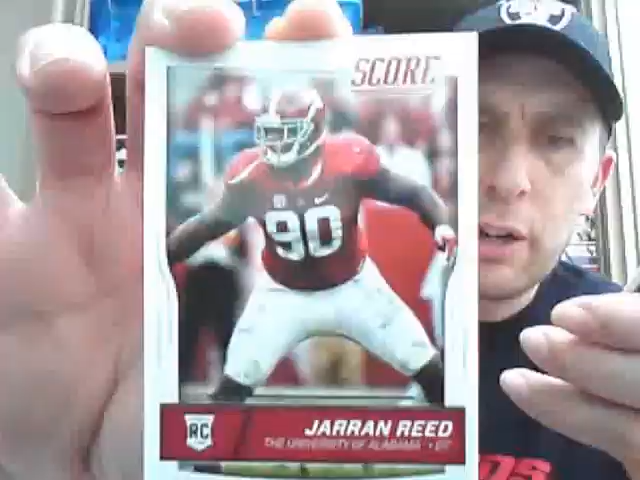 SCORE
90
RC
JARRAN REED
THE UNIVERSITY OF ALABAMA • DT